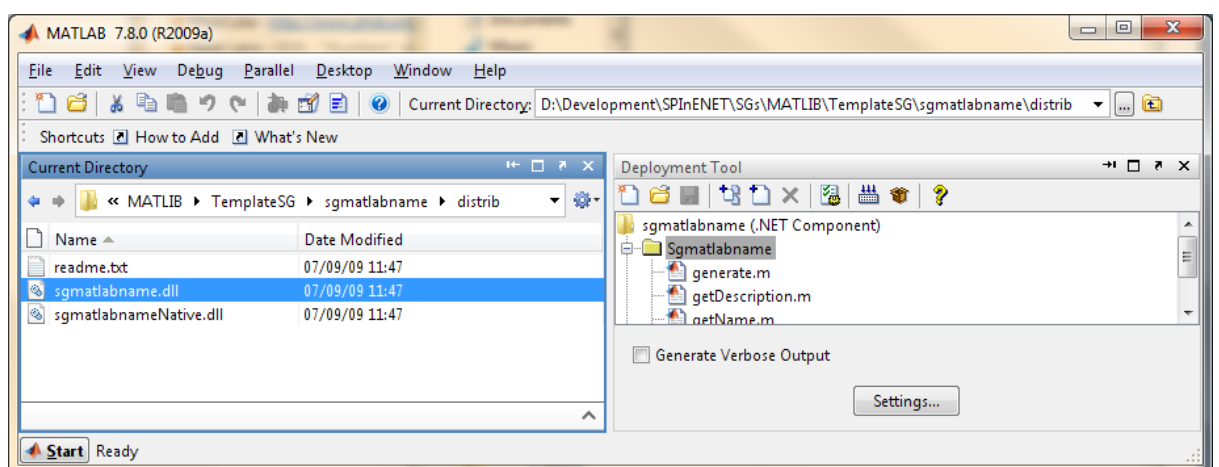 MATLAB 7.8.0 (R2009a)
File Edit View Debug Parallel Desktop Window Help
Current Directory: D:\Development\SPInENET\SGs\MATLIB\TemplateSG\sgmatlabname\distrib
Shortcuts How to Add What's New
Current Directory
« MATLIB TemplateSG sgmatlabname distrib
Name Date Modified
readme.txt 07/09/09 11:47
sgmatlabname.dll 07/09/09 11:47
sgmatlabnameNative.dll 07/09/09 11:47
Deployment Tool
sgmatlabname (.NET Component)
Sgmatlabname
generate.m
getDescription.m
getName.m
Generate Verbose Output
Settings...
Start Ready